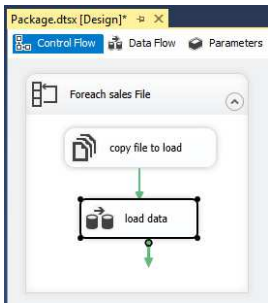 Package.dtsx [Design]*
Control Flow Data Flow Parameters
Foreach sales File
copy file to load
load data